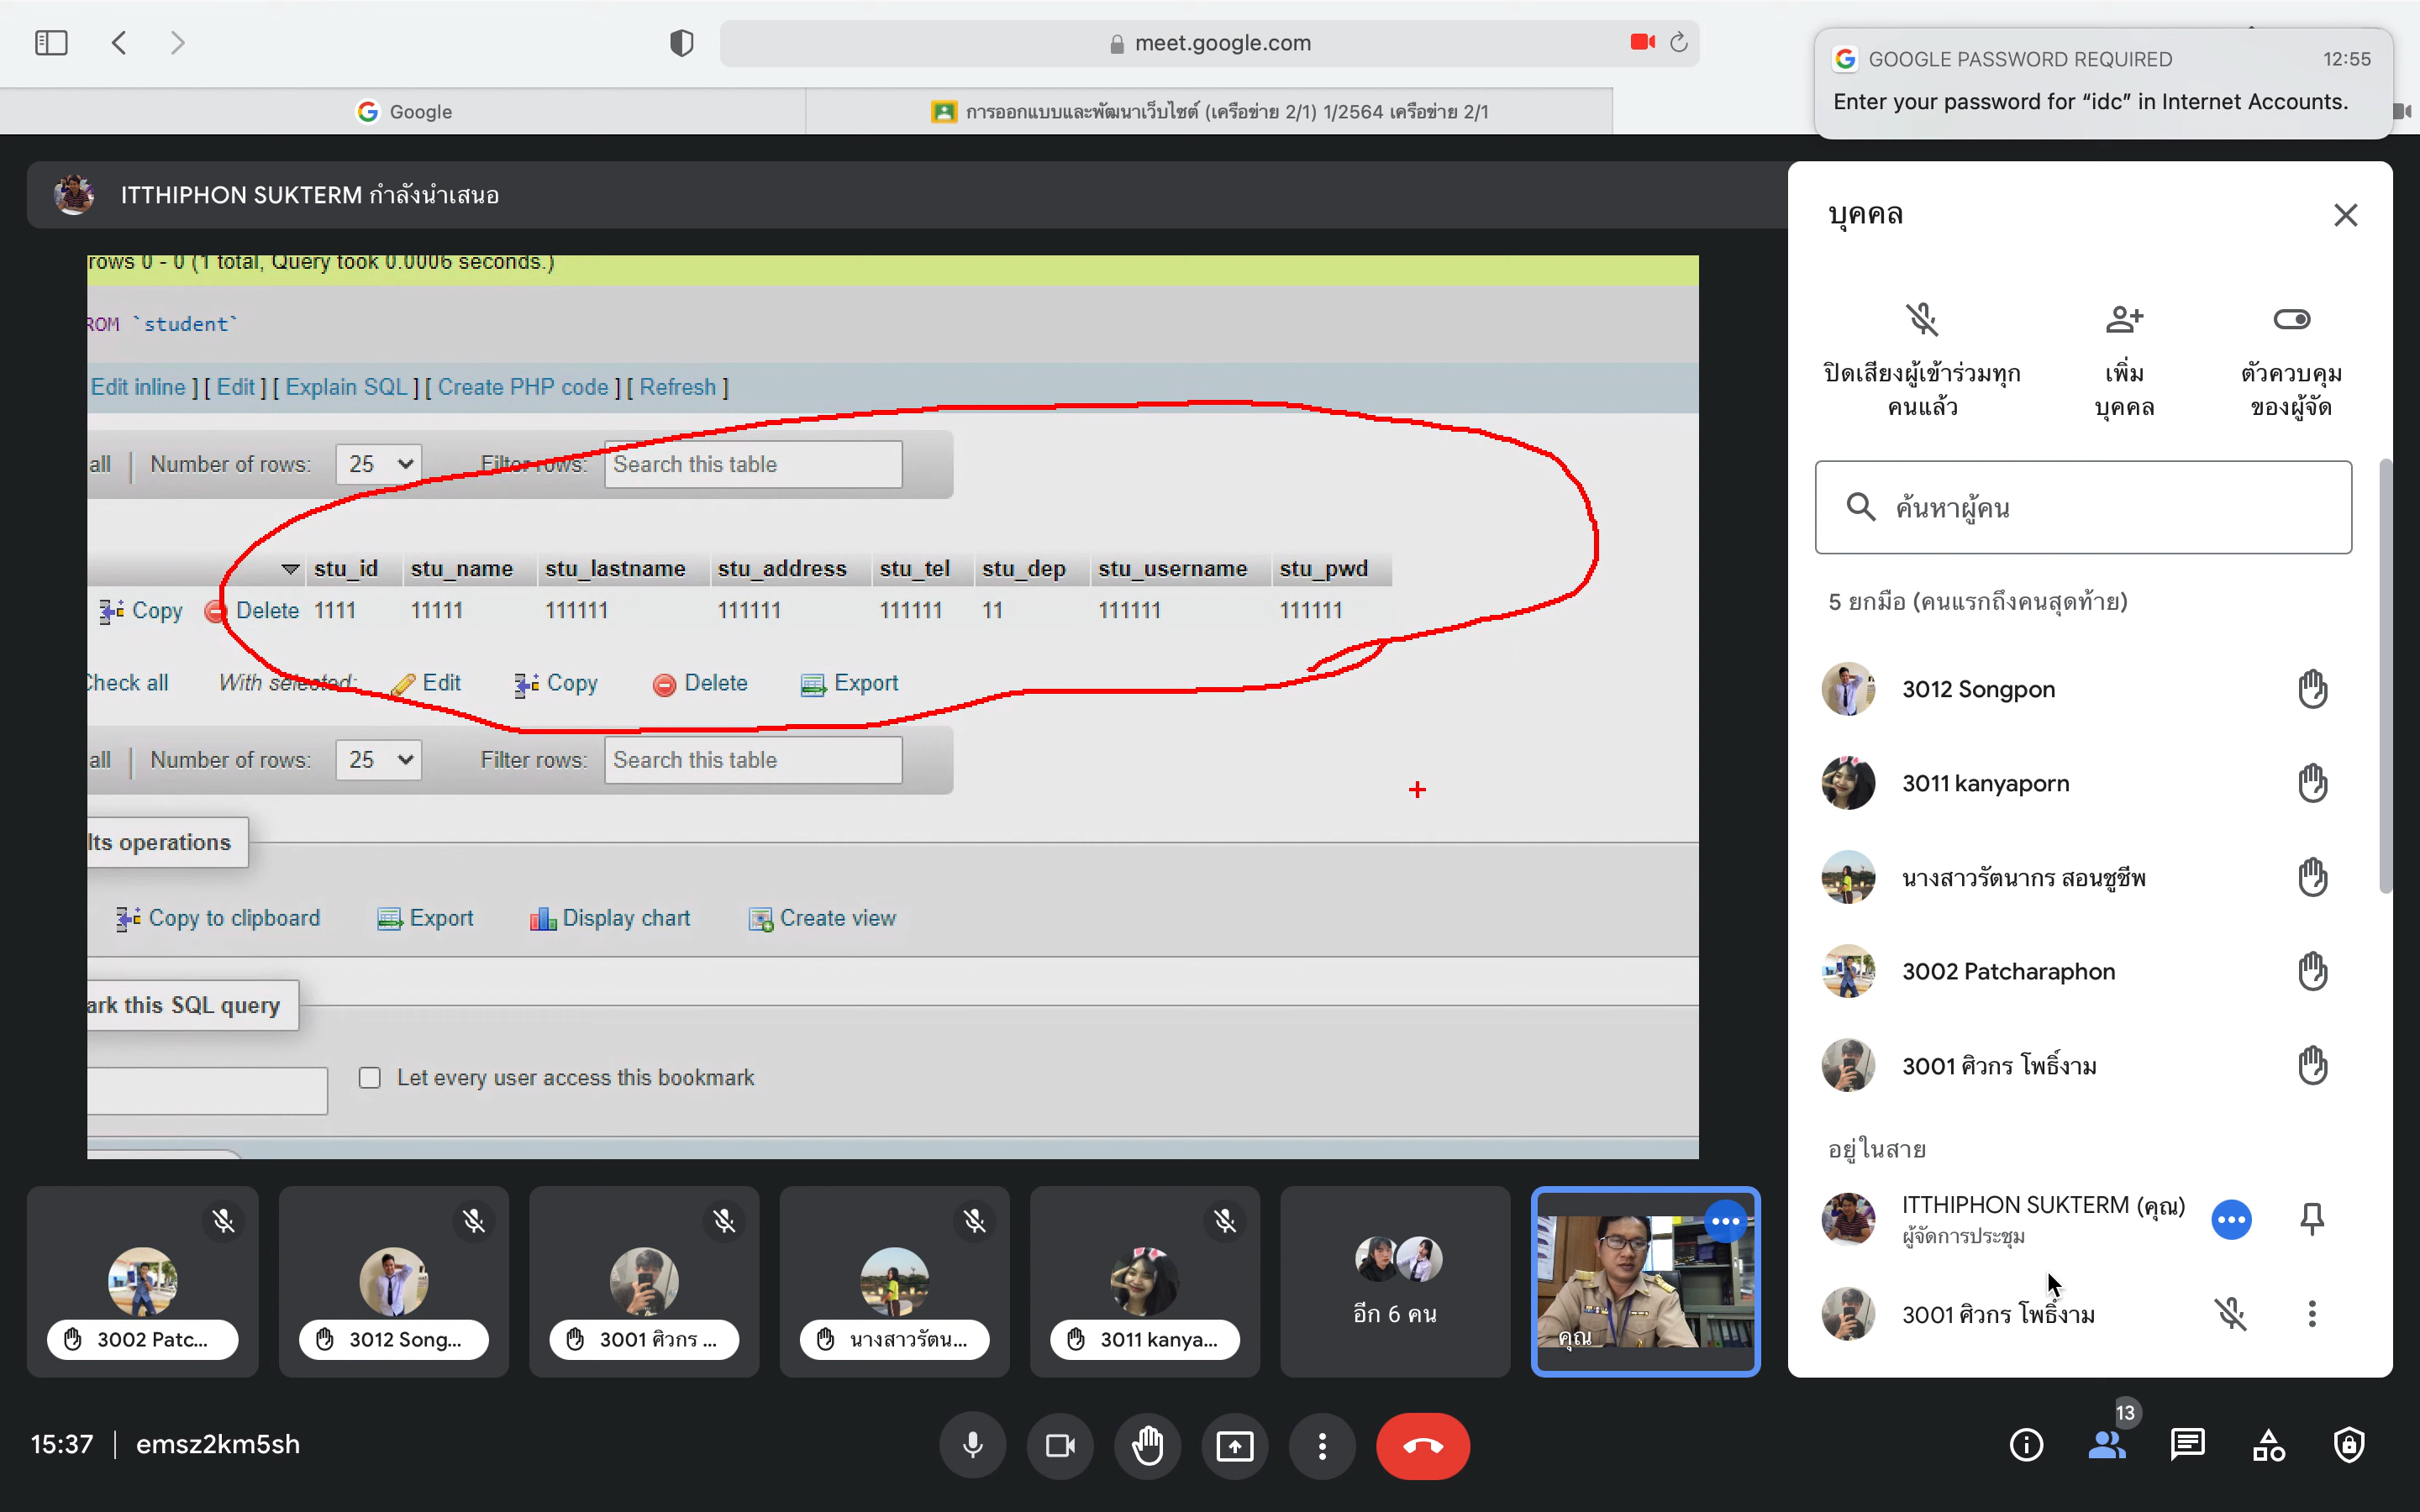 meet.google.com
GOOGLE PASSWORD REQUIRED 12:55
Enter your password for “idc” in Internet Accounts.
Google
การออกแบบและพัฒนาเว็บไซต์ (เครือข่าย 2/1) 1/2564 เครือข่าย 2/1
ITTHIPHON SUKTERM กำลังนำเสนอ
rows 0 - 0 (1 total, Query took 0.0006 seconds.)
ROM `student`
Edit inline ] [ Edit ] [ Explain SQL ] [ Create PHP code ] [ Refresh ]
all Number of rows: 25 Filter rows: Search this table
stu_id stu_name stu_lastname stu_address stu_tel stu_dep stu_username stu_pwd
Copy Delete 1111 11111 111111 111111 111111 11 111111 111111
Check all With selected: Edit Copy Delete Export
all Number of rows: 25 Filter rows: Search this table
lts operations
Copy to clipboard Export Display chart Create view
ark this SQL query
Let every user access this bookmark
บุคคล
ปิดเสียงผู้เข้าร่วมทุก
คนแล้ว
เพิ่ม
บุคคล
ตัวควบคุม
ของผู้จัด
ค้นหาผู้คน
5 ยกมือ (คนแรกถึงคนสุดท้าย)
3012 Songpon
3011 kanyaporn
นางสาวรัตนากร สอนชูชีพ
3002 Patcharaphon
3001 ศิวกร โพธิ์งาม
อยู่ในสาย
ITTHIPHON SUKTERM (คุณ)
ผู้จัดการประชุม
3001 ศิวกร โพธิ์งาม
3002 Patc...
3012 Song...
3001 ศิวกร ...
นางสาวรัตน...
3011 kanya...
อีก 6 คน
คุณ
15:37 | emsz2km5sh
13